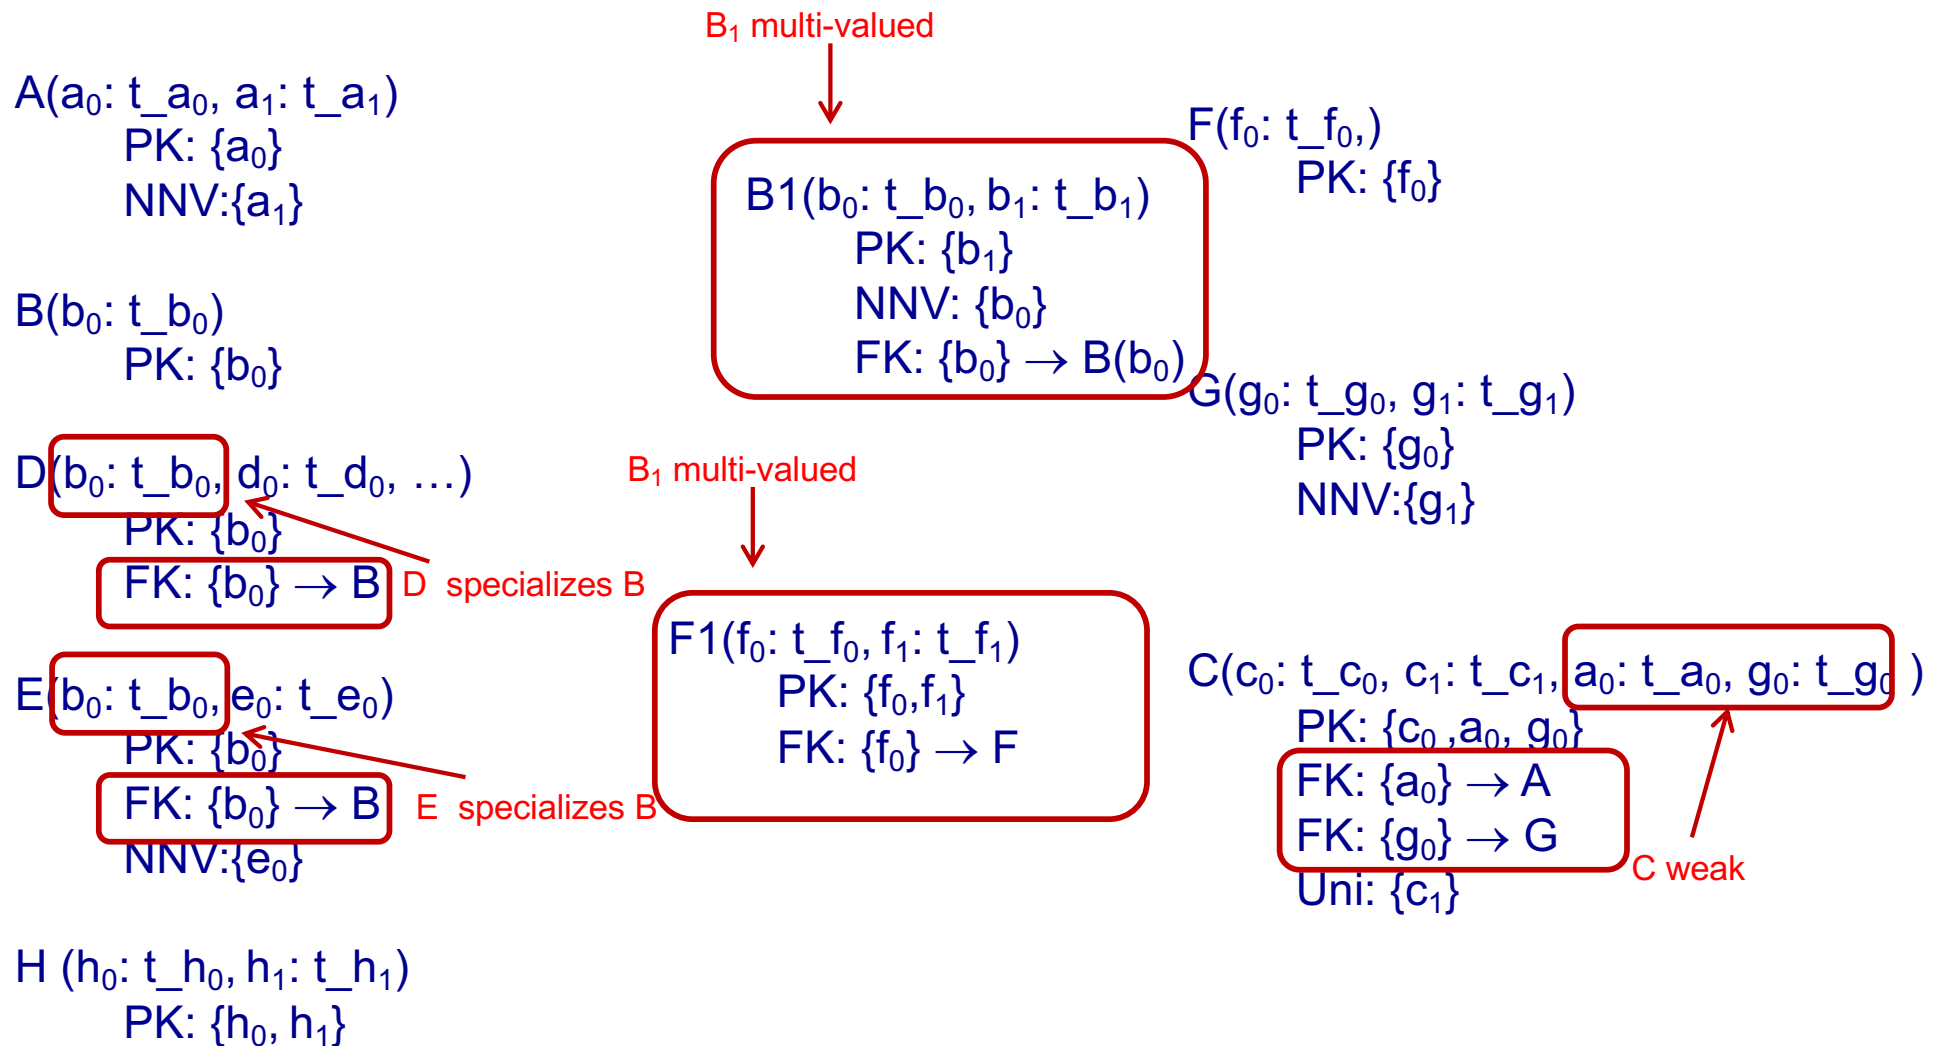 B₁ multi-valued
A(a₀: t_a₀, a₁: t_a₁)
PK: {a₀}
NNV:{a₁}
B(b₀: t_b₀)
PK: {b₀}
D(b₀: t_b₀, d₀: t_d₀, …)
PK: {b₀}
FK: {b₀} → B
D specializes B
E(b₀: t_b₀, e₀: t_e₀)
PK: {b₀}
FK: {b₀} → B
E specializes B
NNV:{e₀}
H (h₀: t_h₀, h₁: t_h₁)
PK: {h₀, h₁}
B1(b₀: t_b₀, b₁: t_b₁)
PK: {b₁}
NNV: {b₀}
FK: {b₀} → B(b₀)
B₁ multi-valued
F1(f₀: t_f₀, f₁: t_f₁)
PK: {f₀,f₁}
FK: {f₀} → F
F(f₀: t_f₀,)
PK: {f₀}
G(g₀: t_g₀, g₁: t_g₁)
PK: {g₀}
NNV:{g₁}
C(c₀: t_c₀, c₁: t_c₁, a₀: t_a₀, g₀: t_g₀ )
PK: {c₀ ,a₀, g₀}
FK: {a₀} → A
FK: {g₀} → G
C weak
Uni: {c₁}